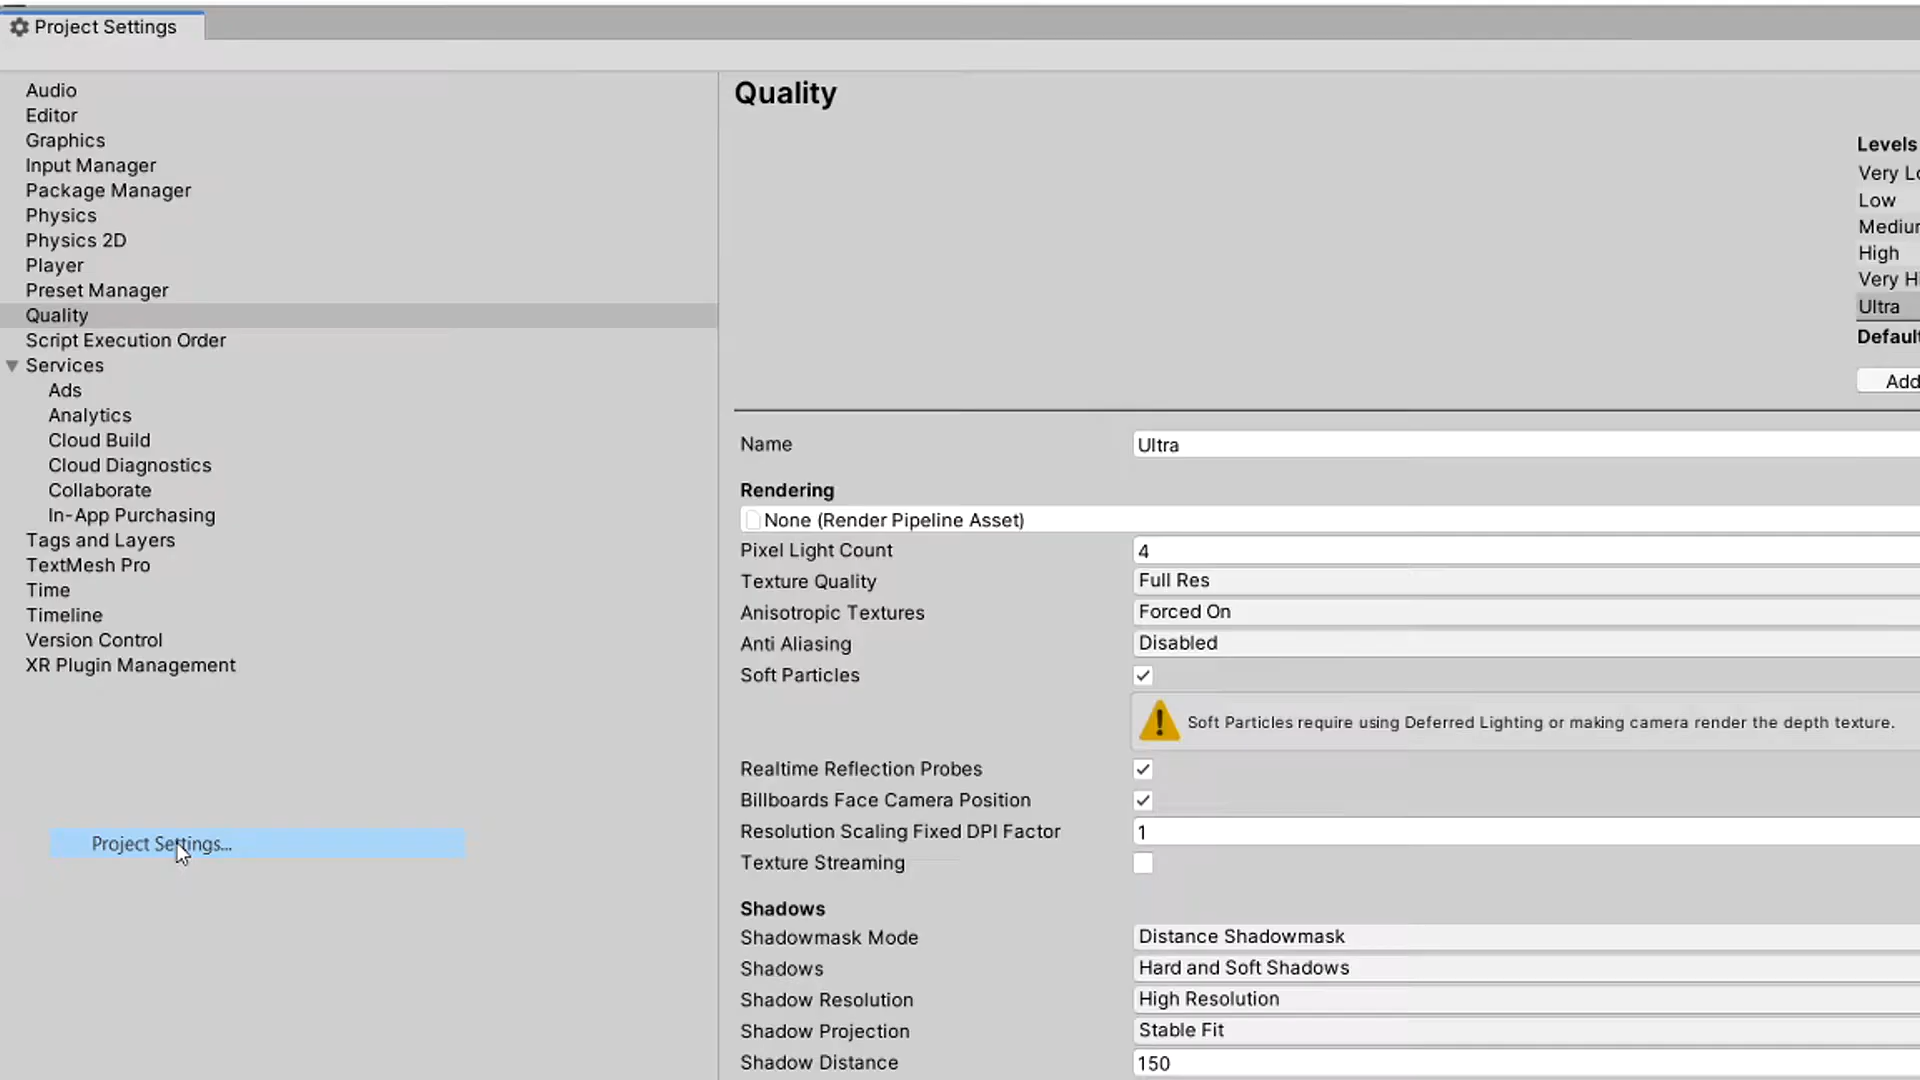 Project Settings
Audio
Editor
Graphics
Input Manager
Package Manager
Physics
Physics 2D
Player
Preset Manager
Quality
Script Execution Order
Services
Ads
Analytics
Cloud Build
Cloud Diagnostics
Collaborate
In-App Purchasing
Tags and Layers
TextMesh Pro
Time
Timeline
Version Control
XR Plugin Management
Project Settings...
Quality
Levels
Very Lo
Low
Mediu
High
Very Hi
Ultra
Default
Add
Name Ultra
Rendering
None (Render Pipeline Asset)
Pixel Light Count 4
Texture Quality Full Res
Anisotropic Textures Forced On
Anti Aliasing Disabled
Soft Particles
Soft Particles require using Deferred Lighting or making camera render the depth texture.
Realtime Reflection Probes
Billboards Face Camera Position
Resolution Scaling Fixed DPI Factor 1
Texture Streaming
Shadows
Shadowmask Mode Distance Shadowmask
Shadows Hard and Soft Shadows
Shadow Resolution High Resolution
Shadow Projection Stable Fit
Shadow Distance 150